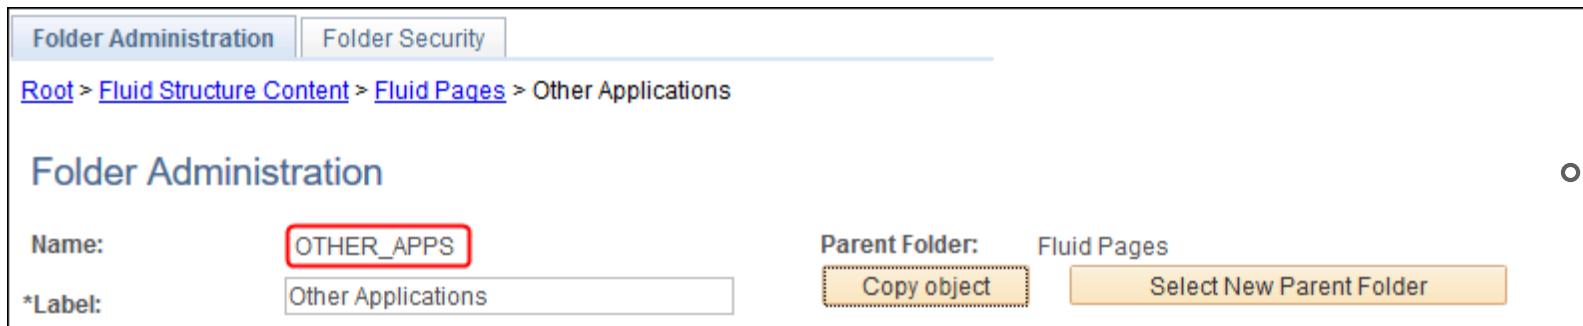 Folder Administration Folder Security
Root > Fluid Structure Content > Fluid Pages > Other Applications
Folder Administration
Name: OTHER_APPS Parent Folder: Fluid Pages
*Label: Other Applications Copy object Select New Parent Folder